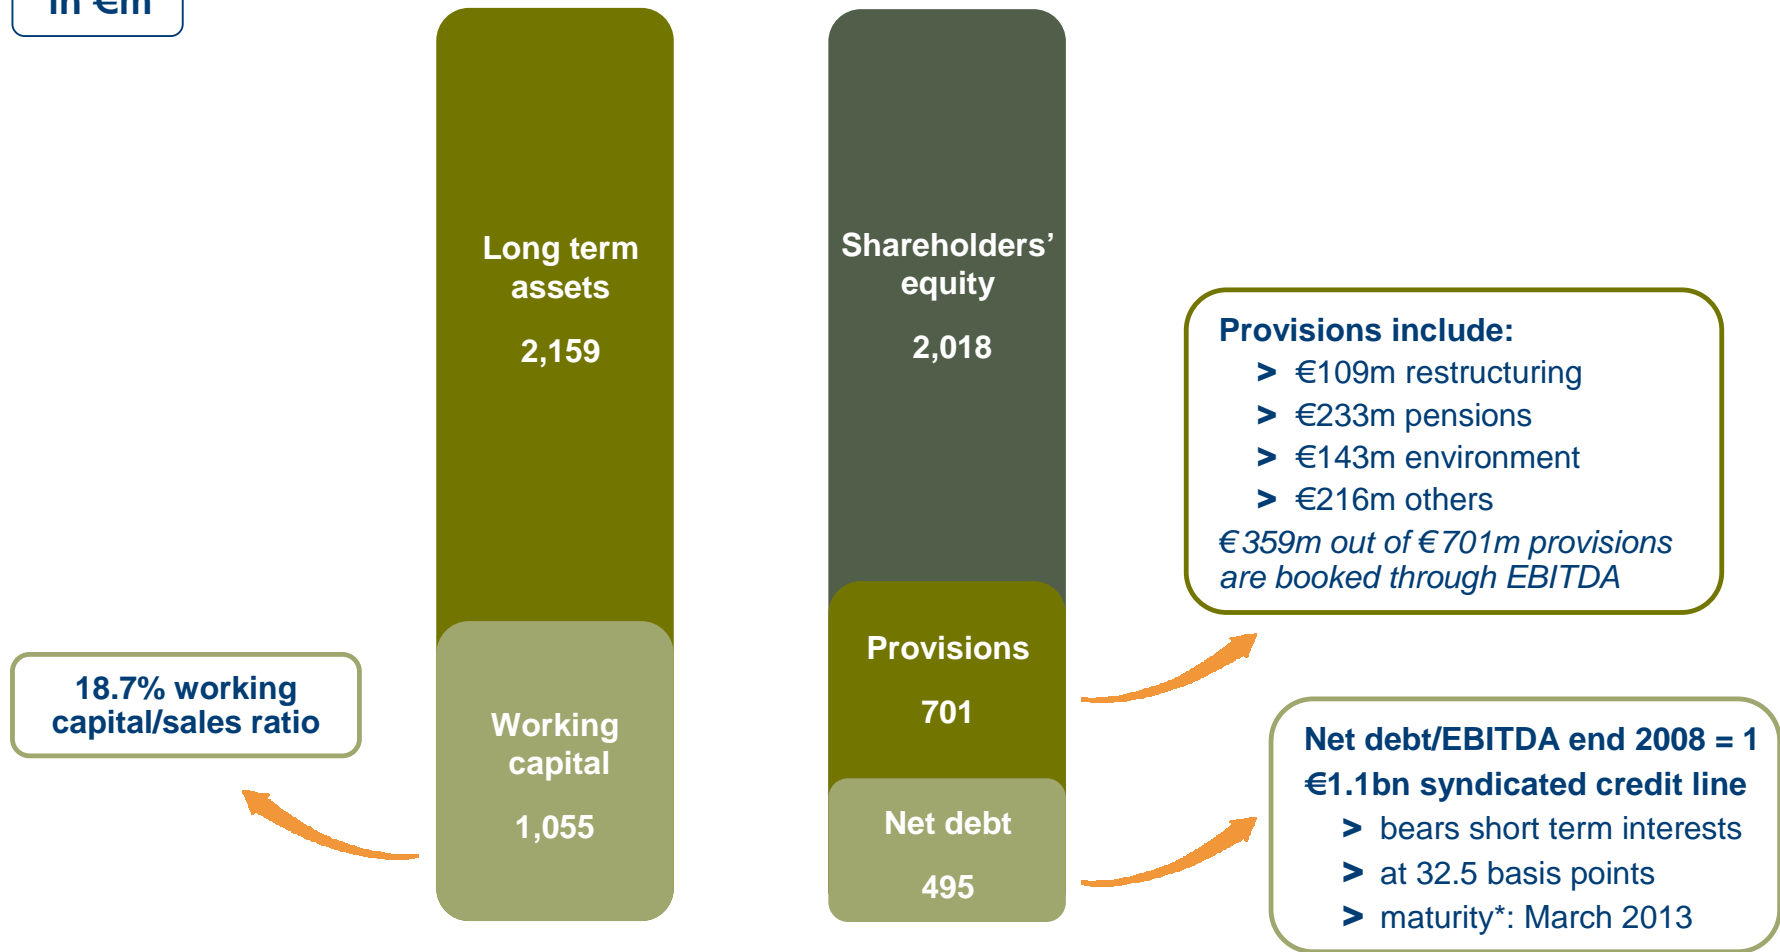 in €m
Long term
assets
2,159
Working
capital
1,055
18.7% working
capital/sales ratio
Shareholders’
equity
2,018
Provisions
701
Net debt
495
Provisions include:
> €109m restructuring
> €233m pensions
> €143m environment
> €216m others
€359m out of €701m provisions
are booked through EBITDA
Net debt/EBITDA end 2008 = 1
€1.1bn syndicated credit line
> bears short term interests
> at 32.5 basis points
> maturity*: March 2013